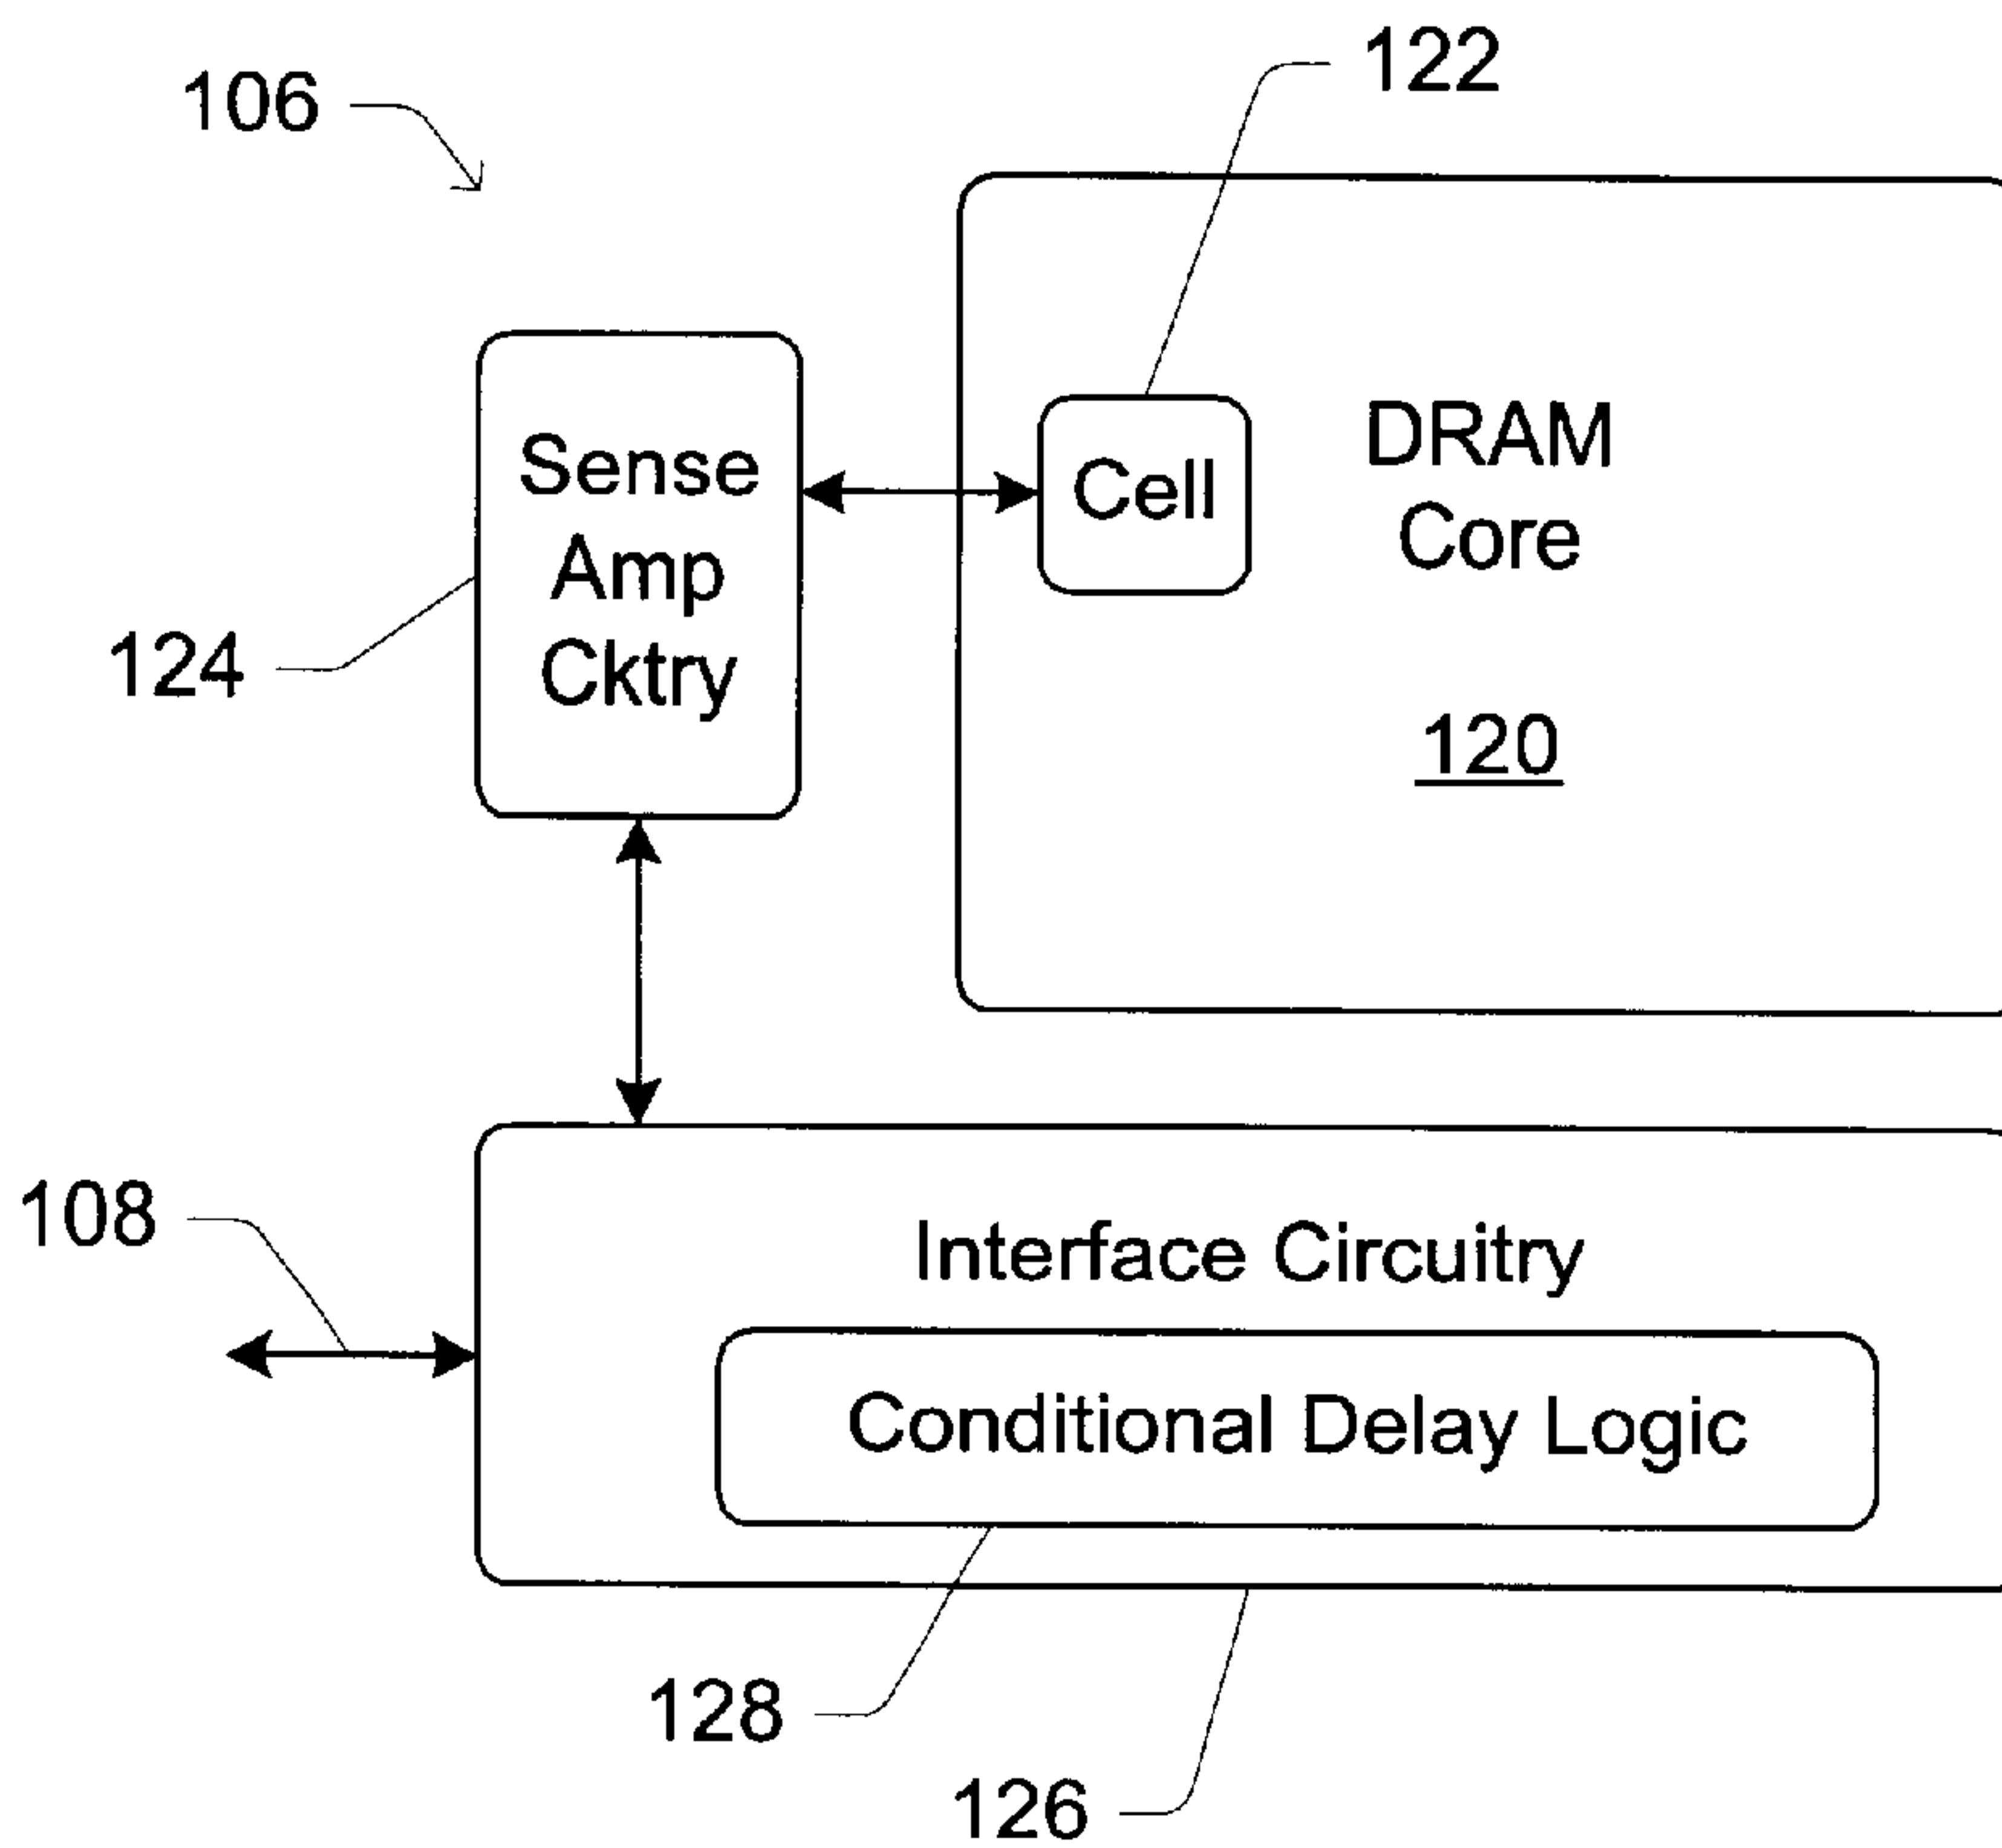 122
106
Sense
Amp
Cktry
Cell
DRAM
Core
120
124
108
Interface Circuitry
Conditional Delay Logic
128
126